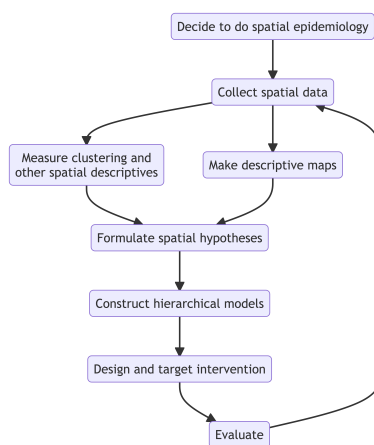 Decide to do spatial epidemiology
Collect spatial data
Measure clustering and
other spatial descriptives
Make descriptive maps
Formulate spatial hypotheses
Construct hierarchical models
Design and target intervention
Evaluate